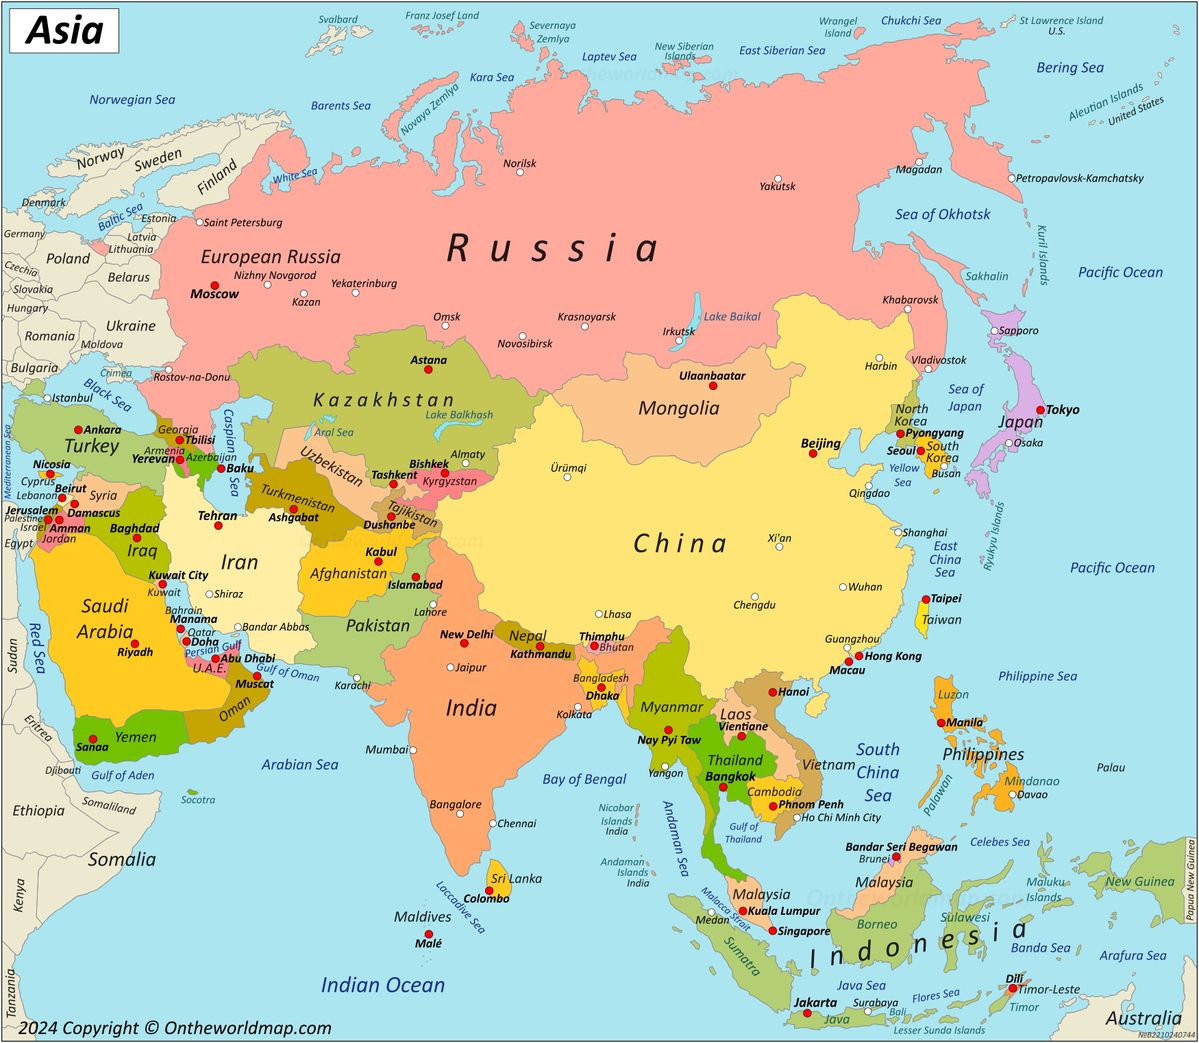 Asia
Svalbard
Franz Josef Land
Severnaya
Zemlya
Laptev Sea
New Siberian
Islands
East Siberian Sea
Wrangel
Island
Chukchi Sea
St Lawrence Island
U.S.
Bering Sea
Aleutian Islands
United States
Norwegian Sea
Barents Sea
Kara Sea
Novaya Zemlya
Ontheworldmap.com
Norway
Sweden
Finland
White Sea
Norilsk
Yakutsk
Magadan
Petropavlovsk-Kamchatsky
Denmark
Baltic Sea
Estonia
Saint Petersburg
Sea of Okhotsk
Germany
Latvia
Lithuania
Russia
Kuril Islands
Poland
European Russia
Czechia
Belarus
Nizhny Novgorod
Yekaterinburg
Sakhalin
Pacific Ocean
Slovakia
Moscow
Kazan
Hungary
Ukraine
Omsk
Krasnoyarsk
Lake Baikal
Khabarovsk
Romania
Moldova
Novosibirsk
Irkutsk
Sapporo
Bulgaria
Crimea
Rostov-na-Donu
Astana
Ulaanbaatar
Harbin
Vladivostok
Istanbul
Black Sea
Kazakhstan
Mongolia
Sea of
Japan
Tokyo
Japan
Osaka
Mediterranean Sea
Ankara
Turkey
Georgia
Tbilisi
Caspian
Sea
Aral Sea
Lake Balkhash
North
Korea
Pyongyang
Seoul
South
Korea
Busan
Armenia
Yerevan
Azerbaijan
Baku
Uzbekistan
Almaty
Bishkek
Tashkent
Kyrgyzstan
Ürümqi
Beijing
Yellow
Sea
Qingdao
Nicosia
Cyprus
Beirut
Lebanon
Syria
Damascus
Turkmenistan
Ashgabat
Tajikistan
Dushanbe
Jerusalem
Palestine
Israel
Amman
Jordan
Egypt
Baghdad
Iraq
Tehran
Iran
Ontheworldmap.com
Kabul
Afghanistan
Islamabad
China
Xi'an
Shanghai
East
China
Sea
Ryukyu Islands
Pacific Ocean
Kuwait City
Kuwait
Shiraz
Lahore
Lhasa
Chengdu
Wuhan
Taipei
Taiwan
Saudi
Arabia
Riyadh
Bahrain
Manama
Qatar
Doha
Bandar Abbas
Persian Gulf
Abu Dhabi
U.A.E.
Gulf of Oman
Muscat
Oman
Pakistan
Karachi
New Delhi
Jaipur
Nepal
Kathmandu
Thimphu
Bhutan
Guangzhou
Hong Kong
Macau
Sudan
Red Sea
India
Bangladesh
Dhaka
Kolkata
Myanmar
Nay Pyi Taw
Yangon
Hanoi
Laos
Vientiane
Philippine Sea
Luzon
Manila
Eritrea
Sanaa
Yemen
Mumbai
Thailand
Bangkok
Vietnam
South
China
Sea
Philippines
Palau
Djibouti
Gulf of Aden
Arabian Sea
Bay of Bengal
Cambodia
Phnom Penh
Ho Chi Minh City
Palawan
Mindanao
Davao
Ethiopia
Somaliland
Socotra
Bangalore
Chennai
Nicobar
Islands
India
Andaman Sea
Gulf of
Thailand
Somalia
Andaman
Islands
India
Bandar Seri Begawan
Brunei
Celebes Sea
Kenya
Sri Lanka
Colombo
Laccadive Sea
Malaysia
Kuala Lumpur
Malacca Strait
Singapore
Medan
Malaysia
Ontheworldmap.com
Maluku
Islands
New Guinea
Papua New Guinea
Maldives
Malé
Borneo
Sulawesi
Indonesia
Sumatra
Banda Sea
Arafura Sea
Indian Ocean
Java Sea
Flores Sea
Dili
Timor-Leste
Timor
Tanzania
Jakarta
Java
Surabaya
Bali
Lesser Sunda Islands
Australia
2024 Copyright © Ontheworldmap.com
№B2210240744